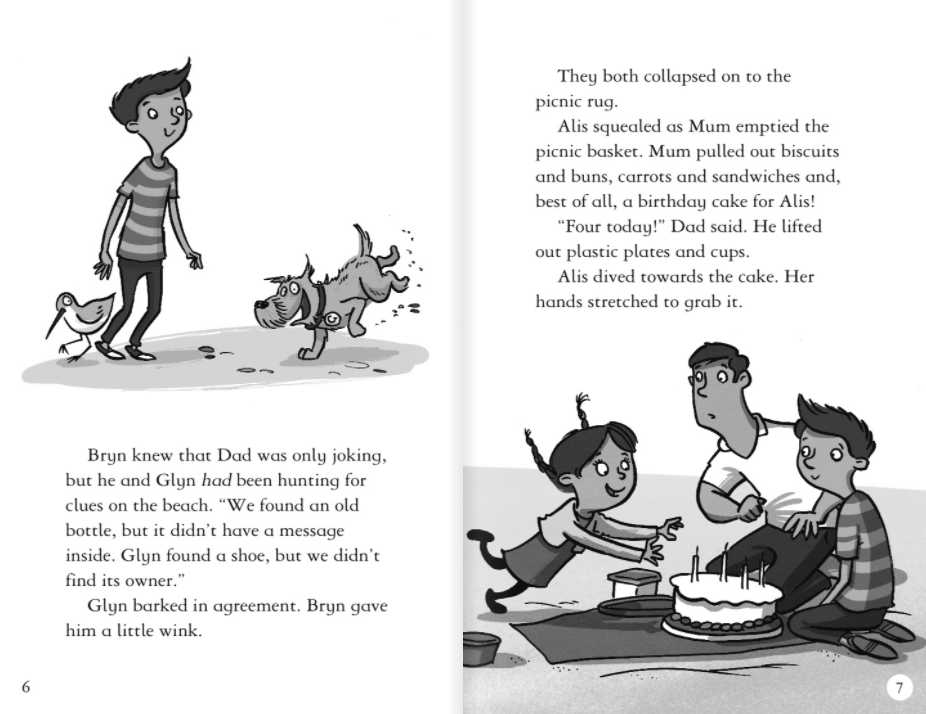 Bryn knew that Dad was only joking,
but he and Glyn had been hunting for
clues on the beach. “We found an old
bottle, but it didn’t have a message
inside. Glyn found a shoe, but we didn’t
find its owner.”
Glyn barked in agreement. Bryn gave
him a little wink.
6
They both collapsed on to the
picnic rug.
Alis squealed as Mum emptied the
picnic basket. Mum pulled out biscuits
and buns, carrots and sandwiches and,
best of all, a birthday cake for Alis!
“Four today!” Dad said. He lifted
out plastic plates and cups.
Alis dived towards the cake. Her
hands stretched to grab it.
7